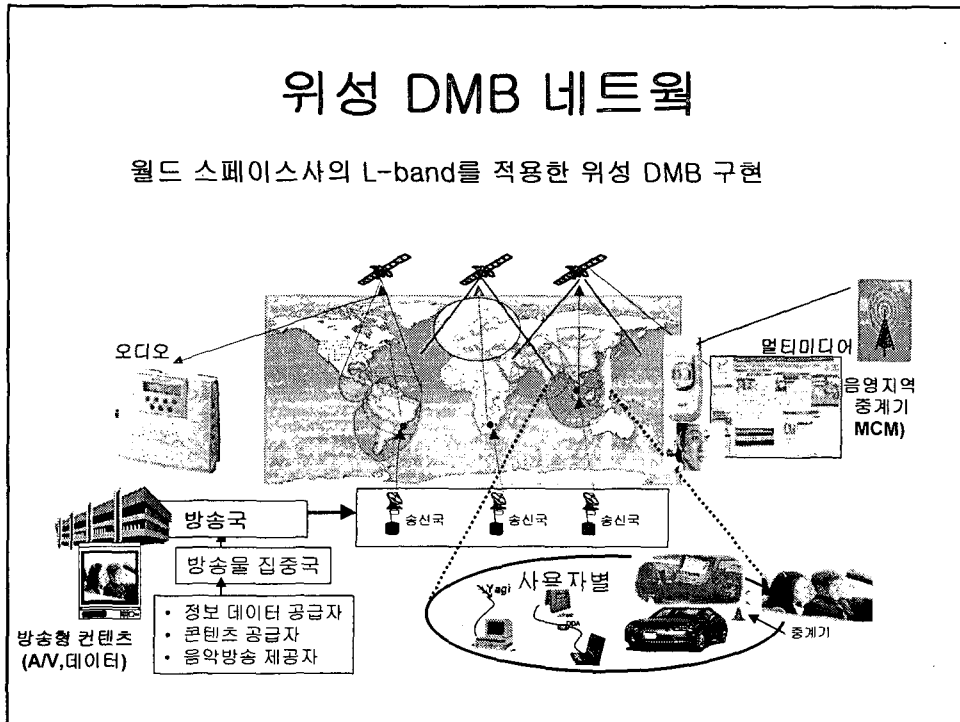 위성 DMB 네트웍
월드 스페이스사의 L-band를 적용한 위성 DMB 구현
오디오
멀티미디어
음영지역
중계기
MCM)
방송국
송신국
송신국
송신국
방송물 집중국
• 정보 데이터 공급자
• 콘텐츠 공급자
• 음악방송 제공자
방송형 컨텐츠
(A/V,데이터)
사용자별
Yagi
PDA
중계기